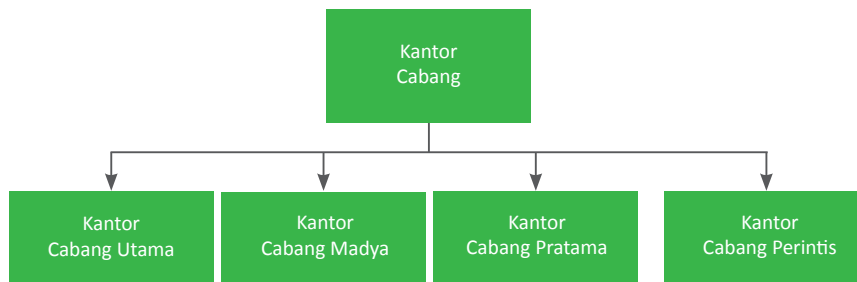 Kantor
Cabang
Kantor
Cabang Utama
Kantor
Cabang Madya
Kantor
Cabang Pratama
Kantor
Cabang Perintis